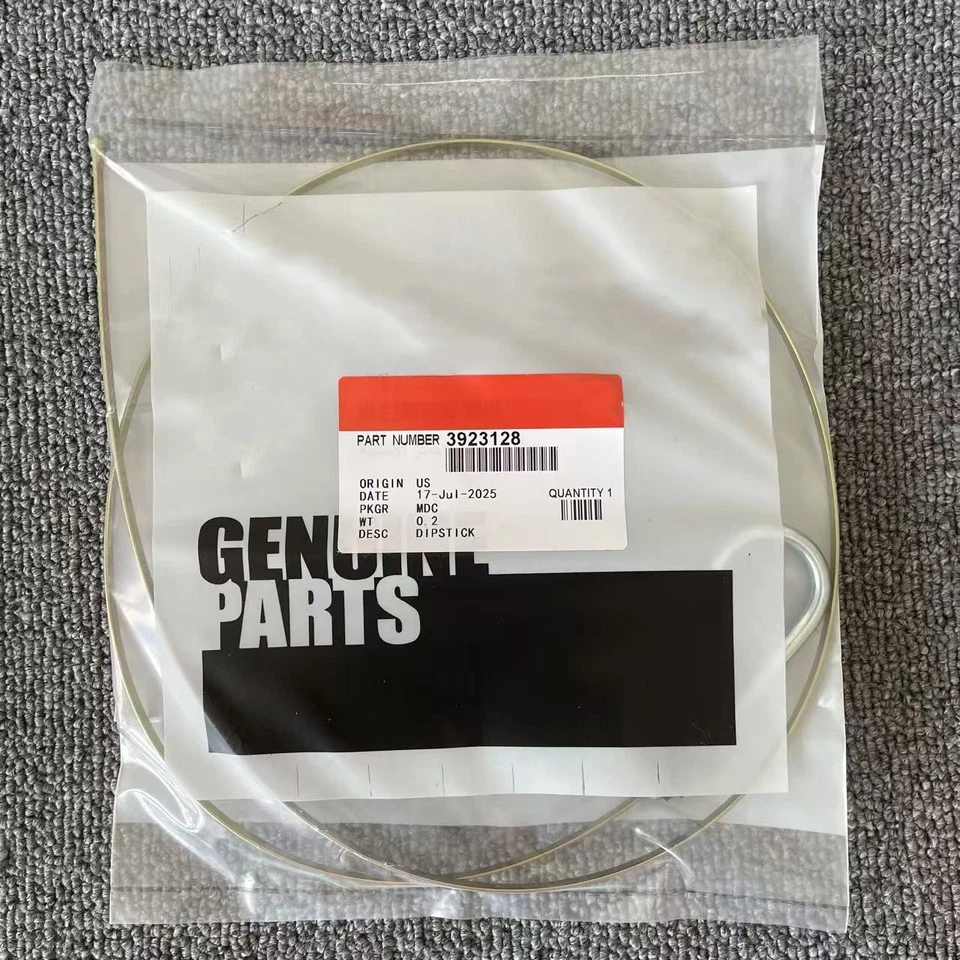 PART NUMBER 3923128
ORIGIN US
DATE 17-Jul-2025
QUANTITY 1
PKGR MDC
WT 0.2
DESC DIPSTICK
GENUINE
PARTS